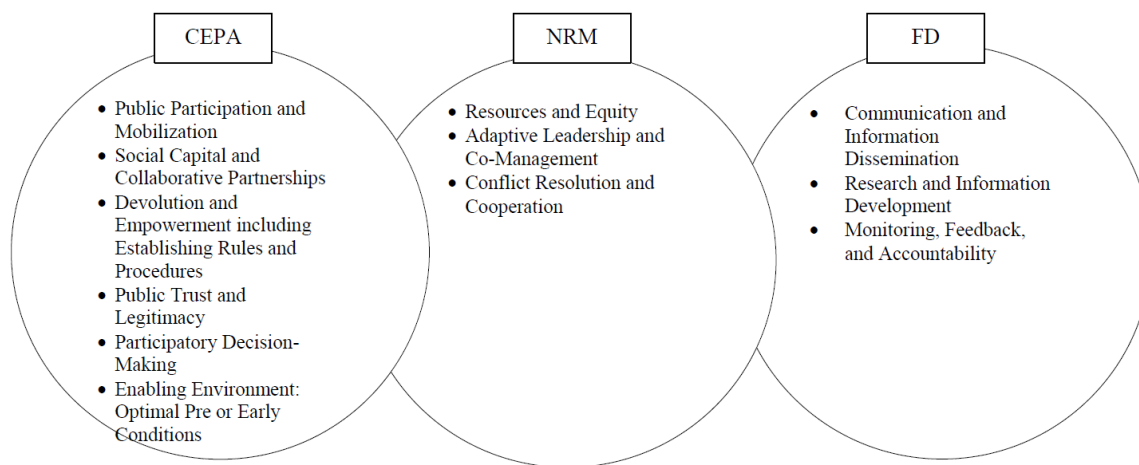 CEPA
• Public Participation and
Mobilization
• Social Capital and
Collaborative Partnerships
• Devolution and
Empowerment including
Establishing Rules and
Procedures
• Public Trust and
Legitimacy
• Participatory Decision-
Making
• Enabling Environment:
Optimal Pre or Early
Conditions
NRM
• Resources and Equity
• Adaptive Leadership and
Co-Management
• Conflict Resolution and
Cooperation
FD
• Communication and
Information
Dissemination
• Research and Information
Development
• Monitoring, Feedback,
and Accountability